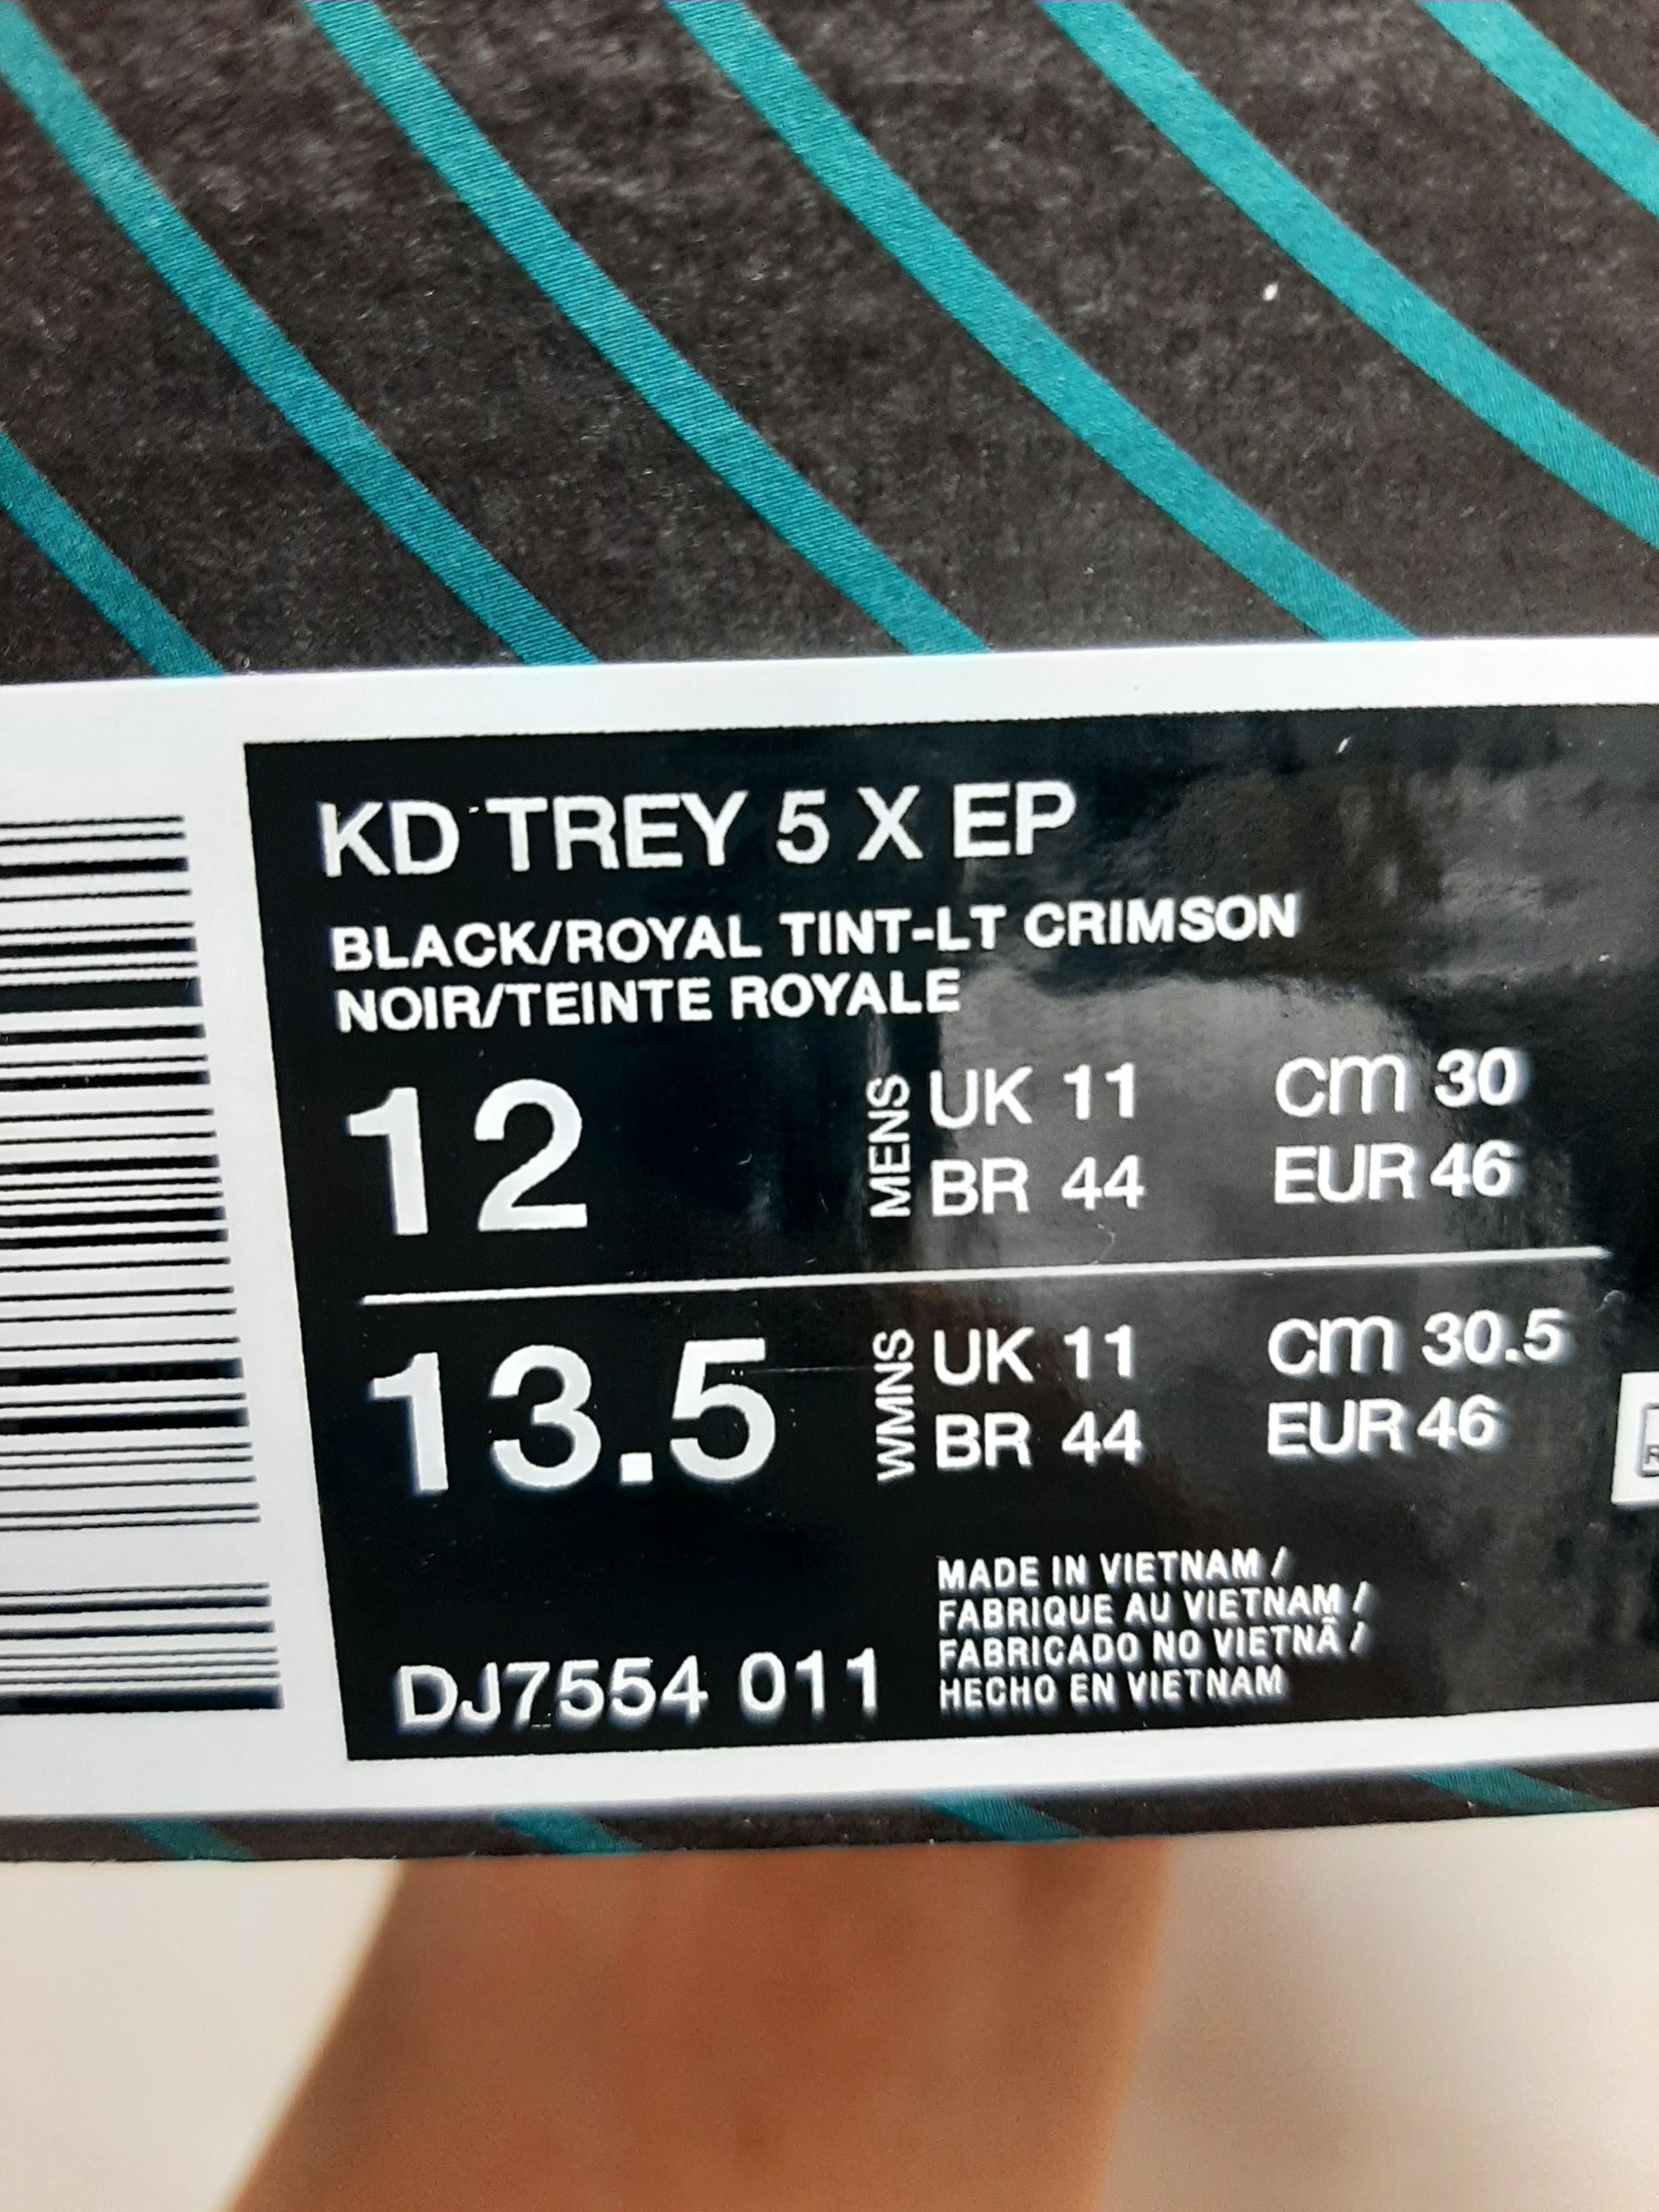 KD TREY 5 X EP
BLACK/ROYAL TINT-LT CRIMSON
NOIR/TEINTE ROYALE
12 MENS UK 11 cm 30
BR 44 EUR 46
13.5 WMNS UK 11 cm 30.5
BR 44 EUR 46
MADE IN VIETNAM /
FABRIQUE AU VIETNAM /
FABRICADO NO VIETNÃ /
HECHO EN VIETNAM
DJ7554 011